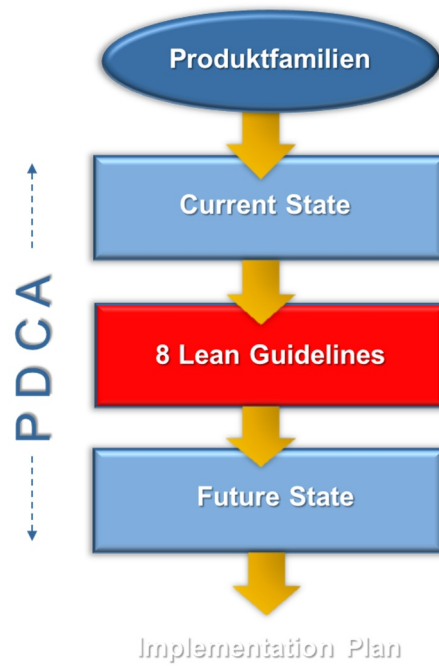 Produktfamilien
Current State
PDCA
8 Lean Guidelines
Future State
Implementation Plan